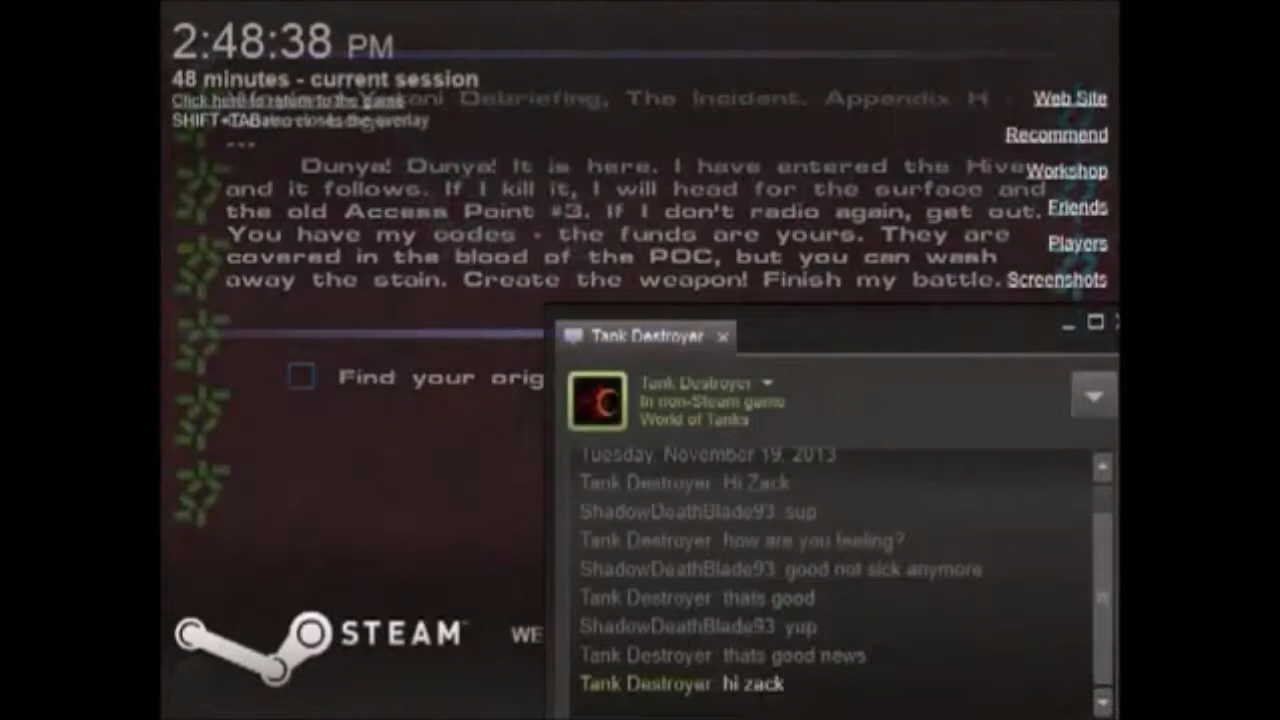 2:48:38 PM
48 minutes - current session
Debriefing, The Incident. Appendix H -
Click here to return to the game
SHIFT+TAB also closes the overlay
---
Dunya! Dunya! It is here. I have entered the Hive
and it follows. If I kill it, I will head for the surface and
the old Access Point #3. If I don't radio again, get out.
You have my codes - the funds are yours. They are
covered in the blood of the POC, but you can wash
away the stain. Create the weapon! Finish my battle.
Web Site
Recommend
Workshop
Friends
Players
Screenshots
Find your orig
Tank Destroyer
Tank Destroyer
In non-Steam game
World of Tanks
Tuesday, November 19, 2013
Tank Destroyer: Hi Zack
ShadowDeathBlade93: sup
Tank Destroyer: how are you feeling?
ShadowDeathBlade93: good not sick anymore
Tank Destroyer: thats good
ShadowDeathBlade93: yup
Tank Destroyer: thats good news
Tank Destroyer: hi zack
STEAM
WE